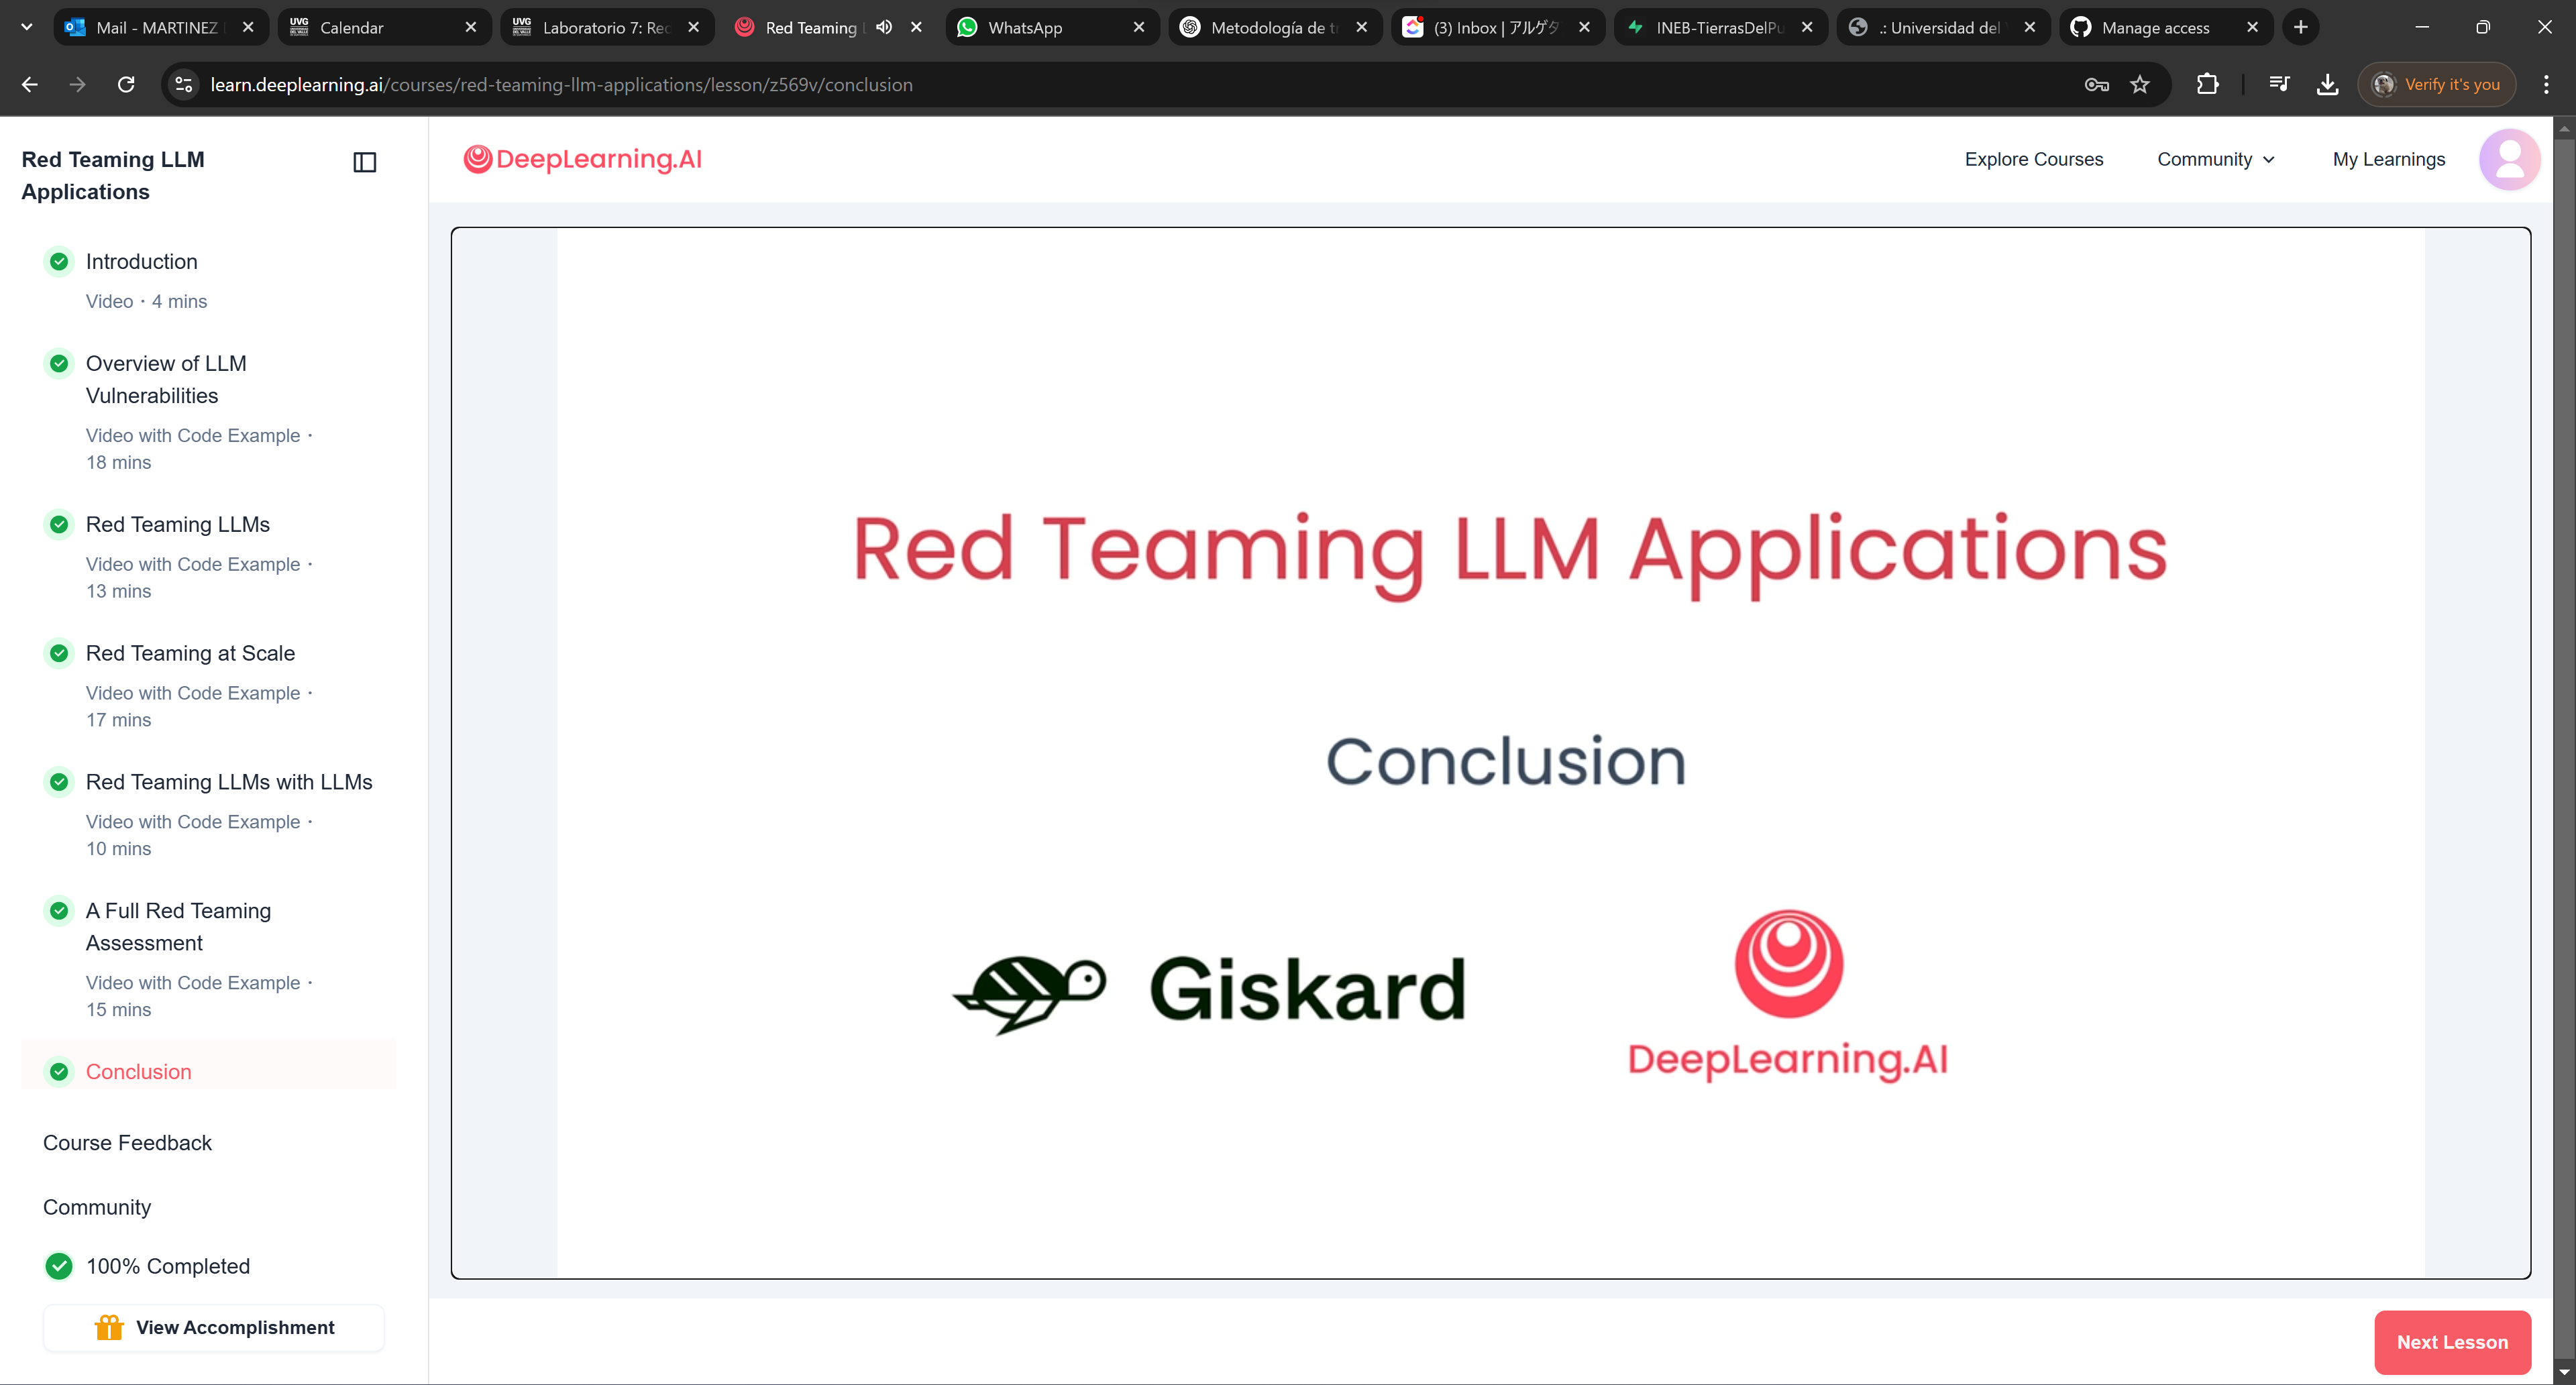 Mail - MARTINEZ
UVG Calendar
UVG Laboratorio 7: Rec
Red Teaming
WhatsApp
Metodología de
(3) Inbox | アルゲタ
INEB-TierrasDelPu
.: Universidad del
Manage access
learn.deeplearning.ai/courses/red-teaming-llm-applications/lesson/z569v/conclusion
Verify it's you
Red Teaming LLM
Applications
DeepLearning.AI
Explore Courses
Community
My Learnings
Introduction
Video · 4 mins
Overview of LLM
Vulnerabilities
Video with Code Example ·
18 mins
Red Teaming LLMs
Video with Code Example ·
13 mins
Red Teaming at Scale
Video with Code Example ·
17 mins
Red Teaming LLMs with LLMs
Video with Code Example ·
10 mins
A Full Red Teaming
Assessment
Video with Code Example ·
15 mins
Conclusion
Course Feedback
Community
100% Completed
View Accomplishment
Red Teaming LLM Applications
Conclusion
Giskard
DeepLearning.AI
Next Lesson